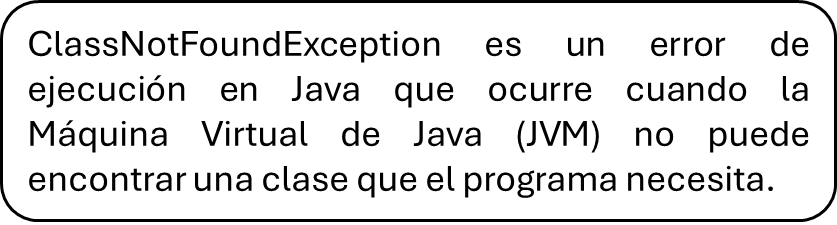 ClassNotFoundException es un error de
ejecución en Java que ocurre cuando la
Máquina Virtual de Java (JVM) no puede
encontrar una clase que el programa necesita.